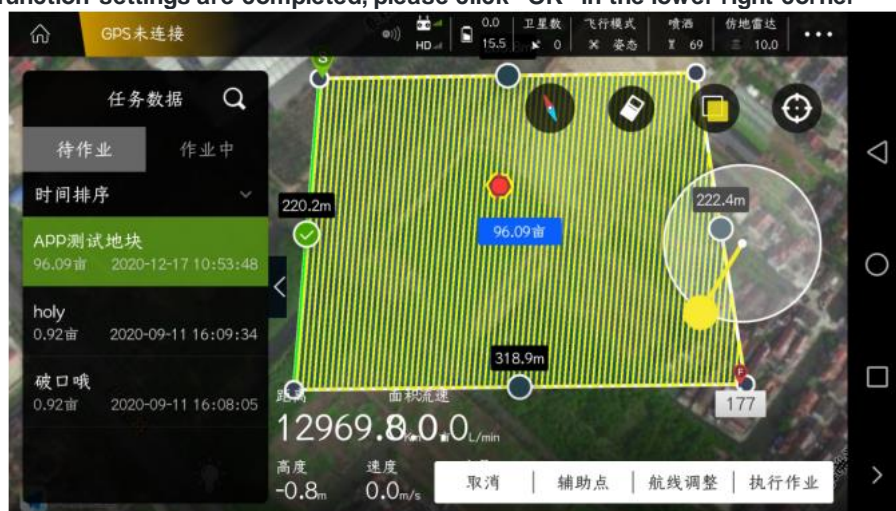 function settings are completed, please click "OK" in the lower right corner
GPS未连接
HD
0.0
15.5
卫星数
0
飞行模式
姿态
喷洒
69
仿地雷达
10.0
任务数据
待作业
作业中
时间排序
APP测试地块
96.09亩 2020-12-17 10:53:48
holy
0.92亩 2020-09-11 16:09:34
破口哦
0.92亩 2020-09-11 16:08:05
S
220.2m
222.4m
96.09亩
318.9m
F
177
距离
面积流速
12969.8
0.0
L/min
高度
速度
-0.8m
0.0m/s
取消
辅助点
航线调整
执行作业